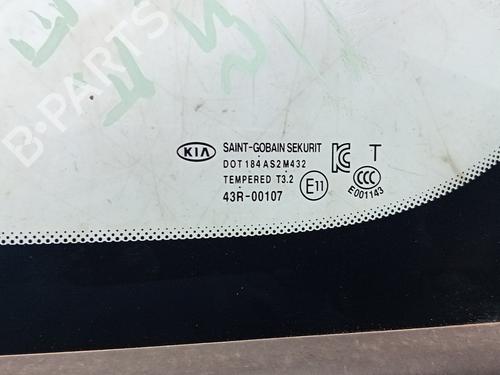 B-PARTS
KIA SAINT-GOBAIN SEKURIT T
DOT 184 AS2 M432
TEMPERED T3.2
43R-00107 E11 CCC
E001143